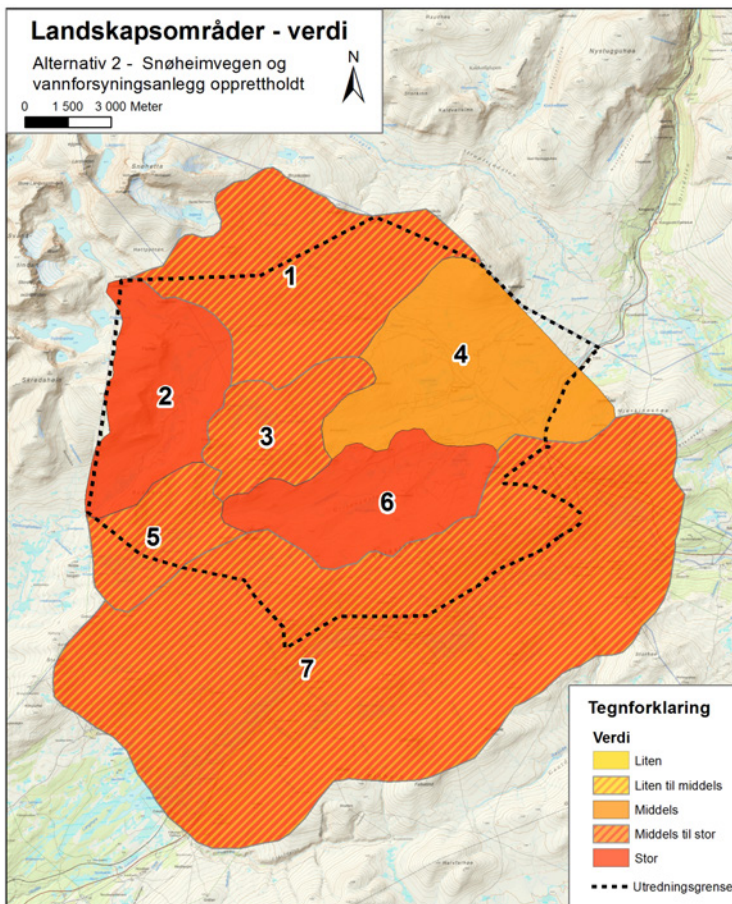 Landskapsområder - verdi
Alternativ 2 - Snøheimvegen og
vannforsyningsanlegg opprettholdt
N
0 1 500 3 000 Meter
1
2
3
4
5
6
7
Tegnforklaring
Verdi
Liten
Liten til middels
Middels
Middels til stor
Stor
Utredningsgrense